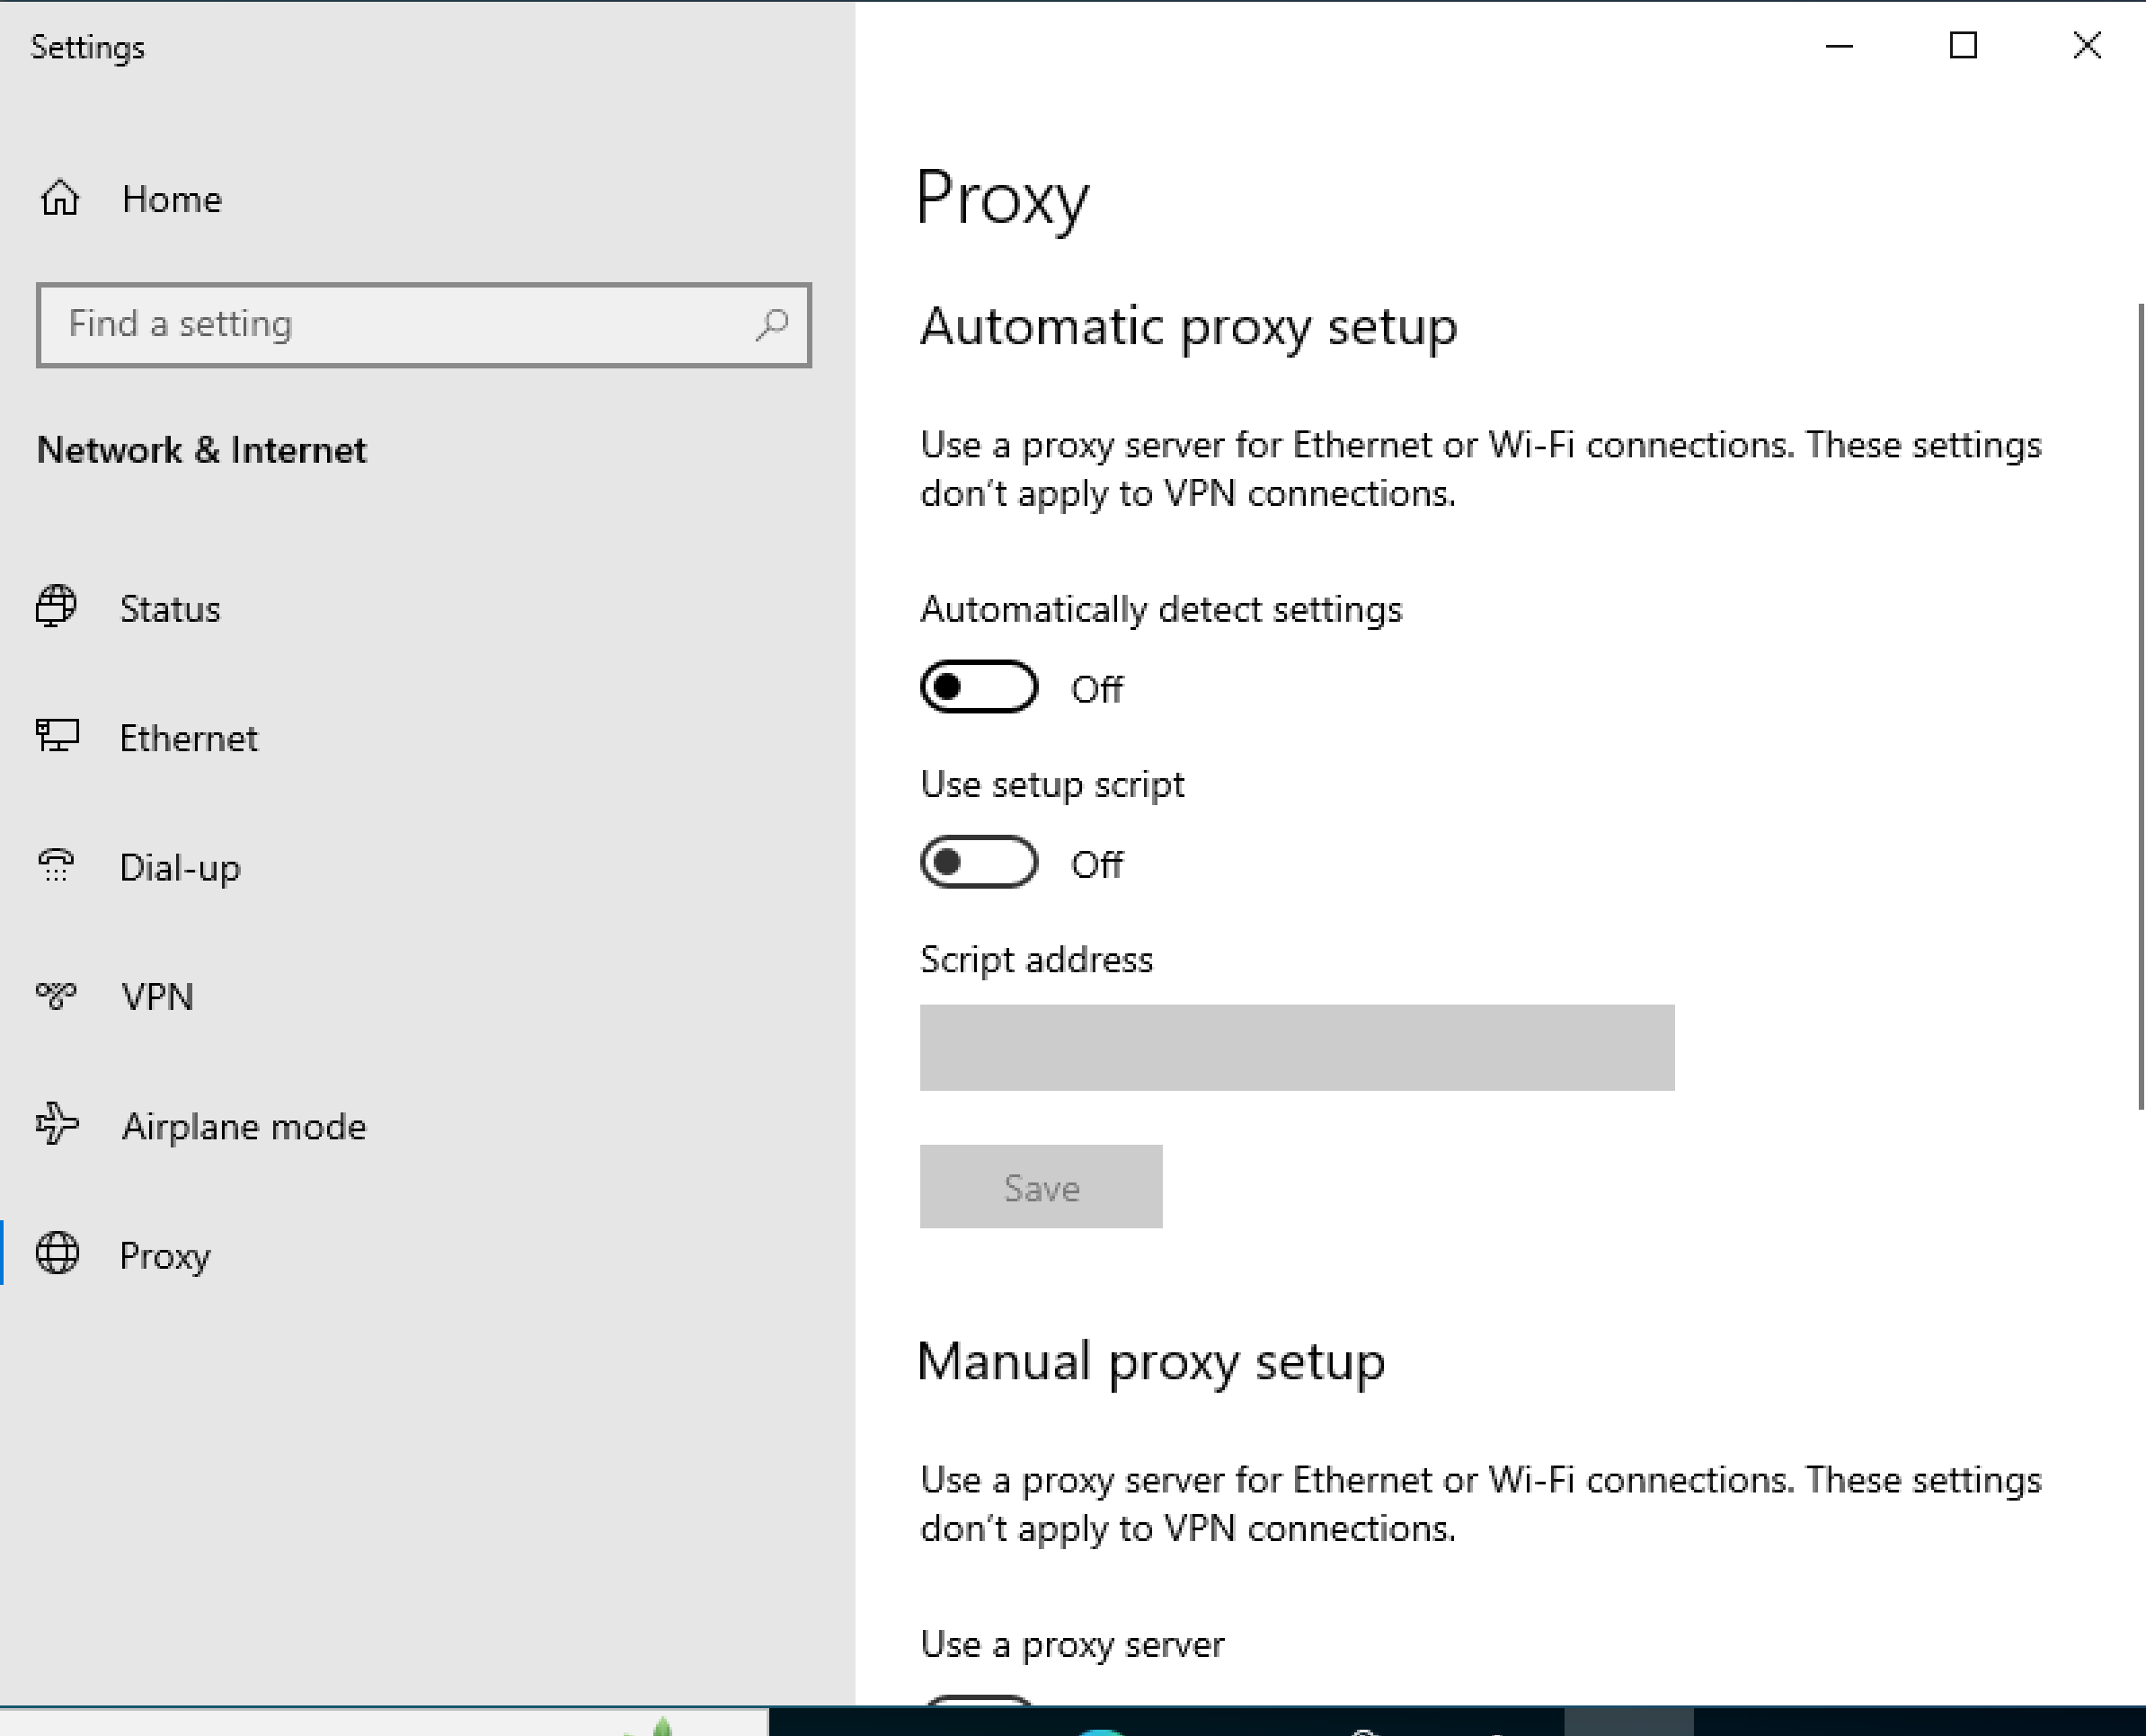 Settings
Home
Find a setting
Network & Internet
Status
Ethernet
Dial-up
VPN
Airplane mode
Proxy
Proxy
Automatic proxy setup
Use a proxy server for Ethernet or Wi-Fi connections. These settings
don't apply to VPN connections.
Automatically detect settings
Off
Use setup script
Off
Script address
Save
Manual proxy setup
Use a proxy server for Ethernet or Wi-Fi connections. These settings
don't apply to VPN connections.
Use a proxy server